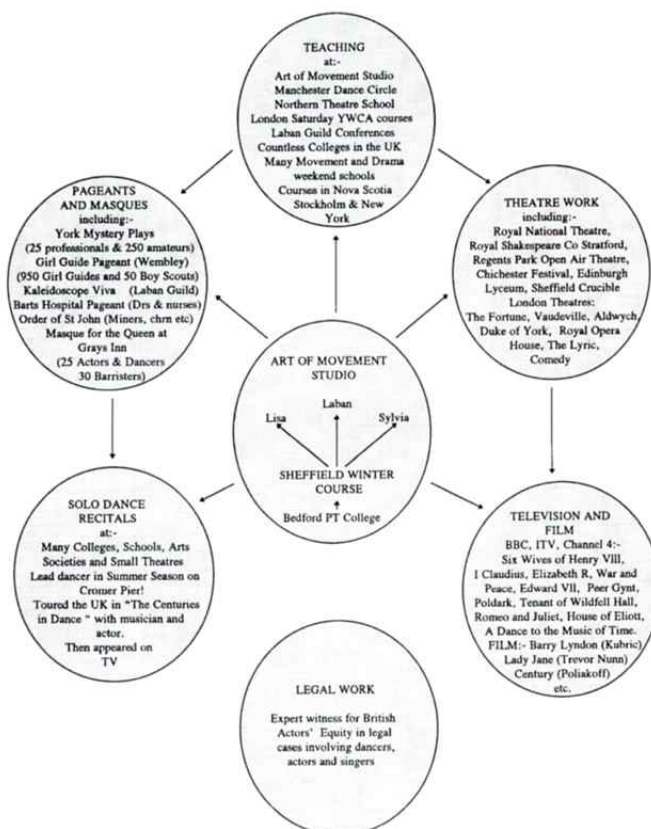 TEACHING
at:-
Art of Movement Studio
Manchester Dance Circle
Northern Theatre School
London Saturday YWCA courses
Laban Guild Conferences
Countless Colleges in the UK
Many Movement and Drama
weekend schools
Courses in Nova Scotia
Stockholm & New
York
PAGEANTS
AND MASQUES
including:-
York Mystery Plays
(25 professionals & 250 amateurs)
Girl Guide Pageant (Wembley)
(950 Girl Guides and 50 Boy Scouts)
Kaleidoscope Viva (Laban Guild)
Barts Hospital Pageant (Drs & nurses)
Order of St John (Miners, chrn etc)
Masque for the Queen at
Grays Inn
(25 Actors & Dancers
30 Barristers)
THEATRE WORK
including:-
Royal National Theatre,
Royal Shakespeare Co Stratford,
Regents Park Open Air Theatre,
Chichester Festival, Edinburgh
Lyceum, Sheffield Crucible
London Theatres:
The Fortune, Vaudeville, Aldwych,
Duke of York, Royal Opera
House, The Lyric,
Comedy
ART OF MOVEMENT
STUDIO
Laban
Lisa Sylvia
SHEFFIELD WINTER
COURSE
Bedford PT College
SOLO DANCE
RECITALS
at:-
Many Colleges, Schools, Arts
Societies and Small Theatres
Lead dancer in Summer Season on
Cromer Pier!
Toured the UK in "The Centuries
in Dance " with musician and
actor.
Then appeared on
TV
TELEVISION AND
FILM
BBC, ITV, Channel 4:-
Six Wives of Henry VIII,
I Claudius, Elizabeth R, War and
Peace, Edward VII, Peer Gynt,
Poldark, Tenant of Wildfell Hall,
Romeo and Juliet, House of Eliott,
A Dance to the Music of Time.
FILM:- Barry Lyndon (Kubric)
Lady Jane (Trevor Nunn)
Century (Poliakoff)
etc.
LEGAL WORK
Expert witness for British
Actors' Equity in legal
cases involving dancers,
actors and singers